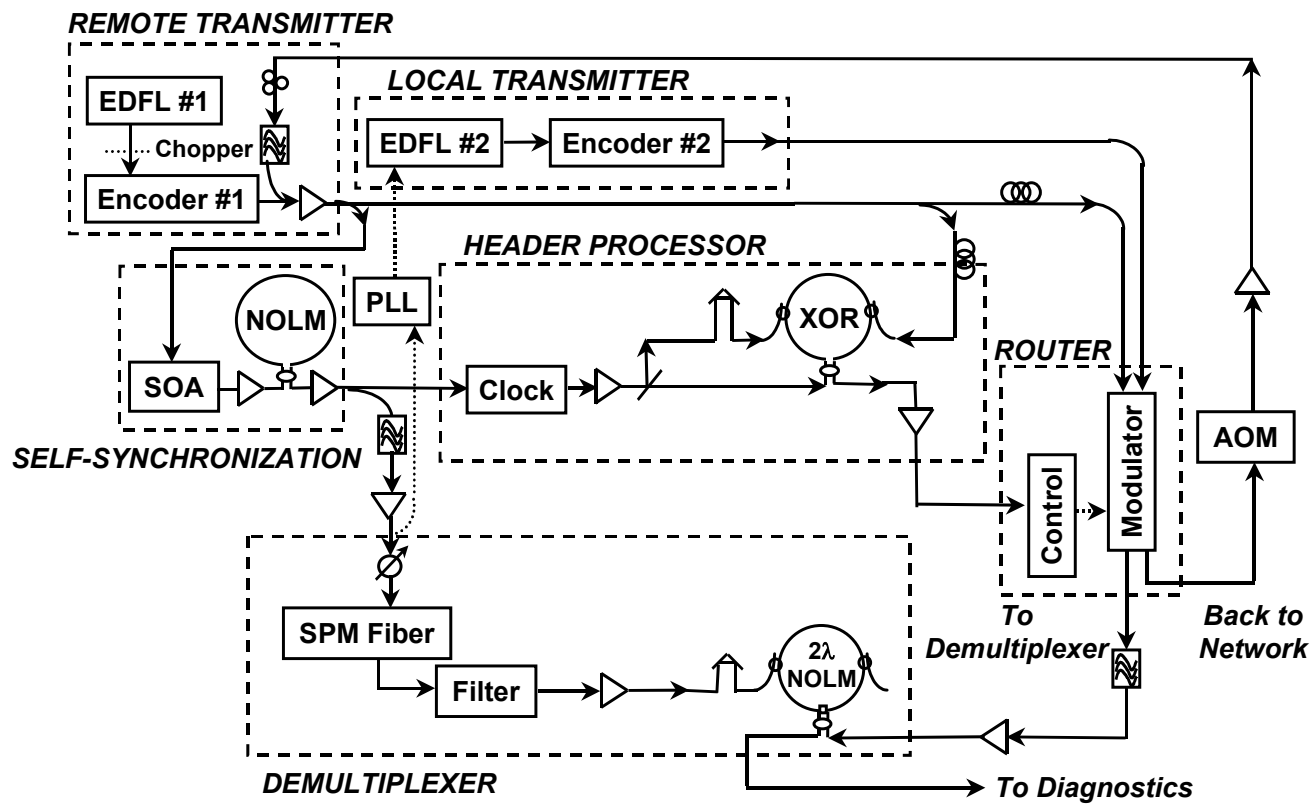 REMOTE TRANSMITTER
LOCAL TRANSMITTER
EDFL #1
Chopper
EDFL #2
Encoder #2
Encoder #1
HEADER PROCESSOR
NOLM
PLL
XOR
ROUTER
SOA
Clock
SELF-SYNCHRONIZATION
Control
Modulator
AOM
To
Demultiplexer
Back to
Network
SPM Fiber
Filter
2λ
NOLM
DEMULTIPLEXER
To Diagnostics